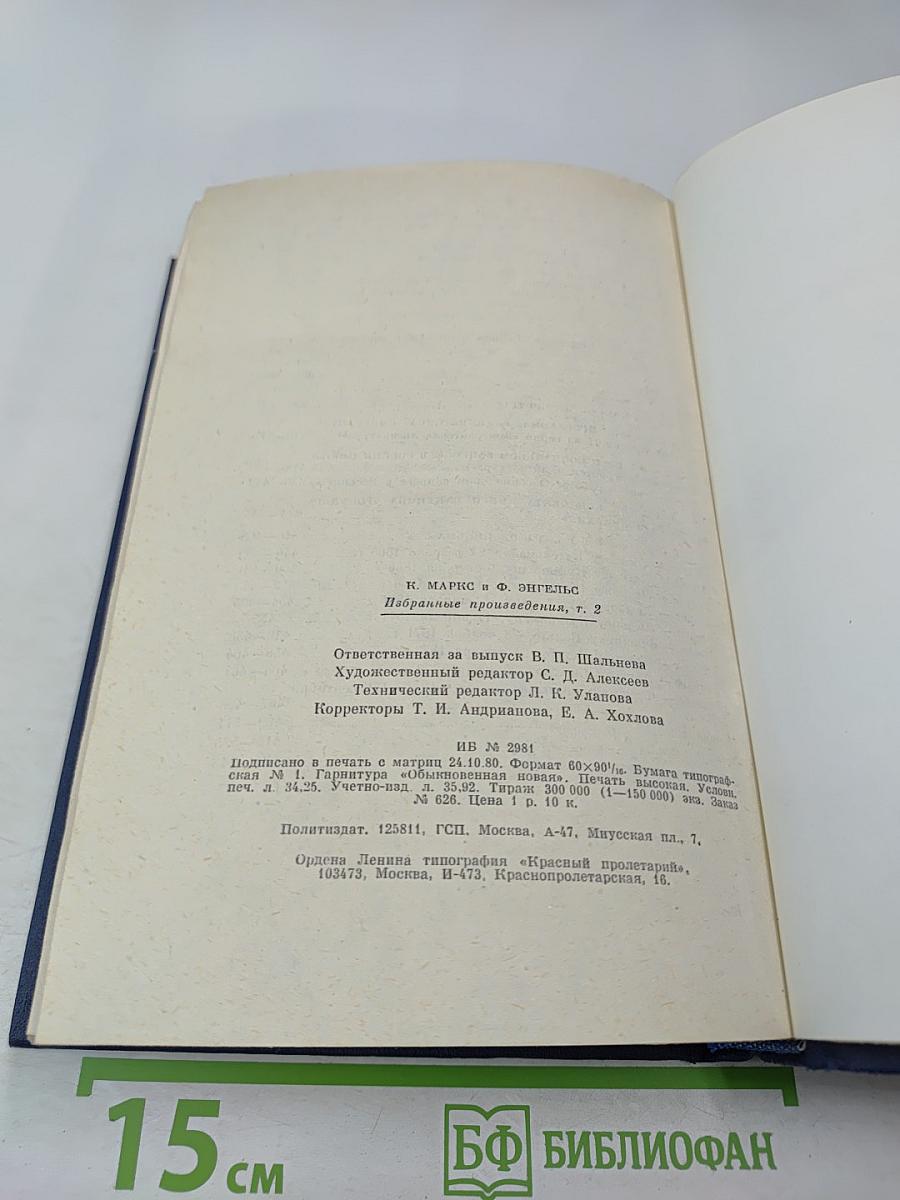 К. МАРКС и Ф. ЭНГЕЛЬС
Избранные произведения, т. 2
Ответственная за выпуск В. П. Шальнева
Художественный редактор С. Д. Алексеев
Технический редактор Л. К. Уланова
Корректоры Т. И. Андрианова, Е. А. Хохлова
ИБ № 2981
Подписано в печать с матриц 24.10.80. Формат 60×90¹/₁₆. Бумага типограф-
ская № 1. Гарнитура «Обыкновенная новая». Печать высокая. Условн.
печ. л. 34,25. Учетно-изд. л. 35,92. Тираж 300 000 (1—150 000) экз. Заказ
№ 626. Цена 1 р. 10 к.
Политиздат. 125811, ГСП, Москва, А-47, Миусская пл., 7.
Ордена Ленина типография «Красный пролетарий».
103473, Москва, И-473, Краснопролетарская, 16.
15 см
БФ БИБЛИОФАН